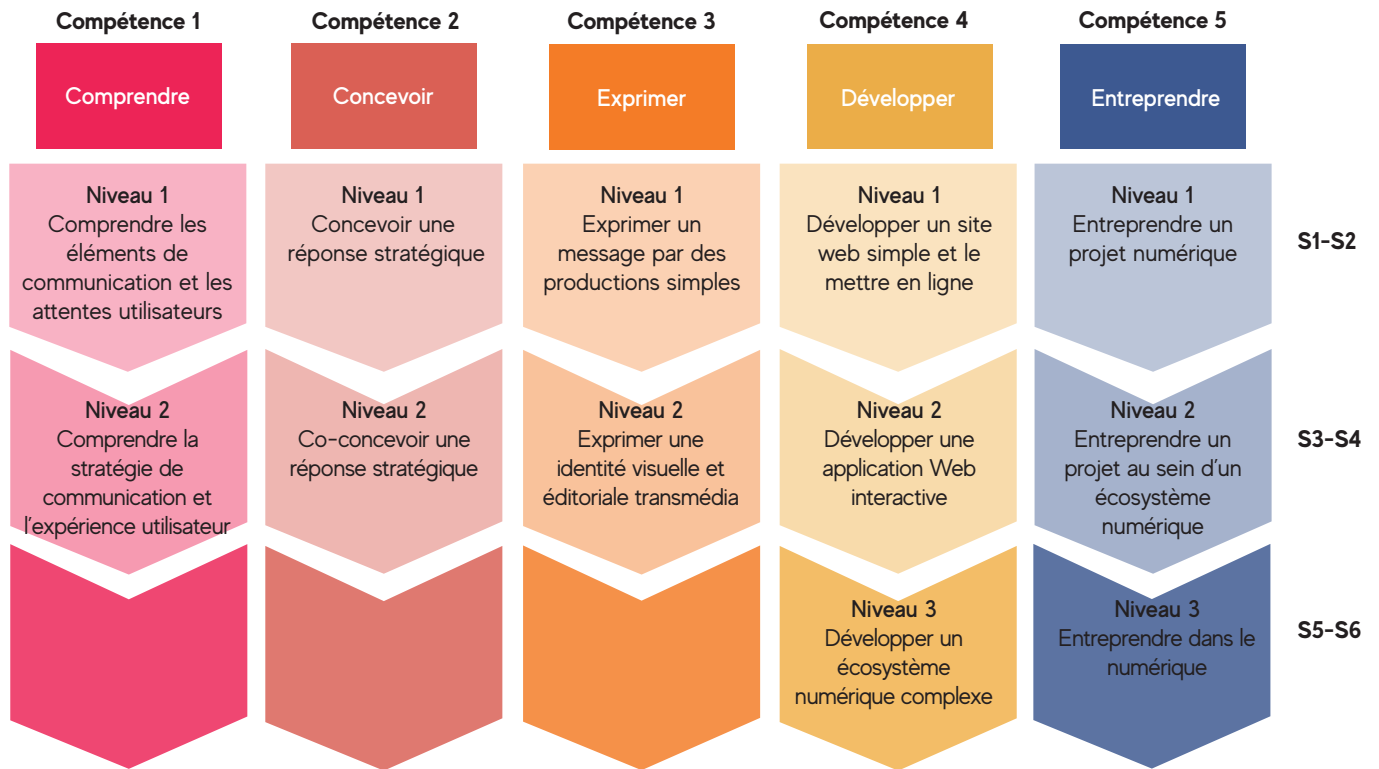 Compétence 1
Compétence 2
Compétence 3
Compétence 4
Compétence 5
Comprendre
Concevoir
Exprimer
Développer
Entreprendre
Niveau 1
Comprendre les
éléments de
communication et les
attentes utilisateurs
Niveau 1
Concevoir une
réponse stratégique
Niveau 1
Exprimer un
message par des
productions simples
Niveau 1
Développer un site
web simple et le
mettre en ligne
Niveau 1
Entreprendre un
projet numérique
S1-S2
Niveau 2
Comprendre la
stratégie de
communication et
l'expérience utilisateur
Niveau 2
Co-concevoir une
réponse stratégique
Niveau 2
Exprimer une
identité visuelle et
éditoriale transmédia
Niveau 2
Développer une
application Web
interactive
Niveau 2
Entreprendre un
projet au sein d'un
écosystème
numérique
S3-S4
Niveau 3
Développer un
écosystème
numérique complexe
Niveau 3
Entreprendre dans le
numérique
S5-S6